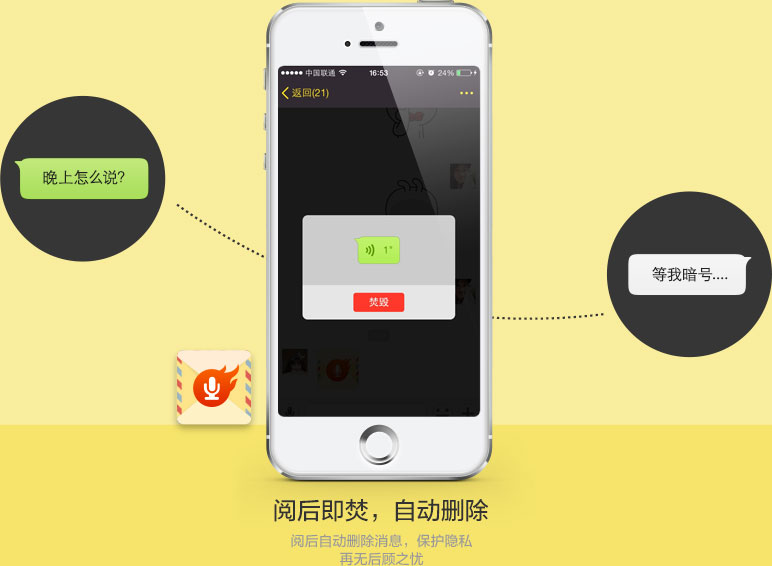 中国联通
16:53
24%
返回(21)
晚上怎么说?
1"
等我暗号....
焚毁
阅后即焚，自动删除
阅后自动删除消息，保护隐私
再无后顾之忧